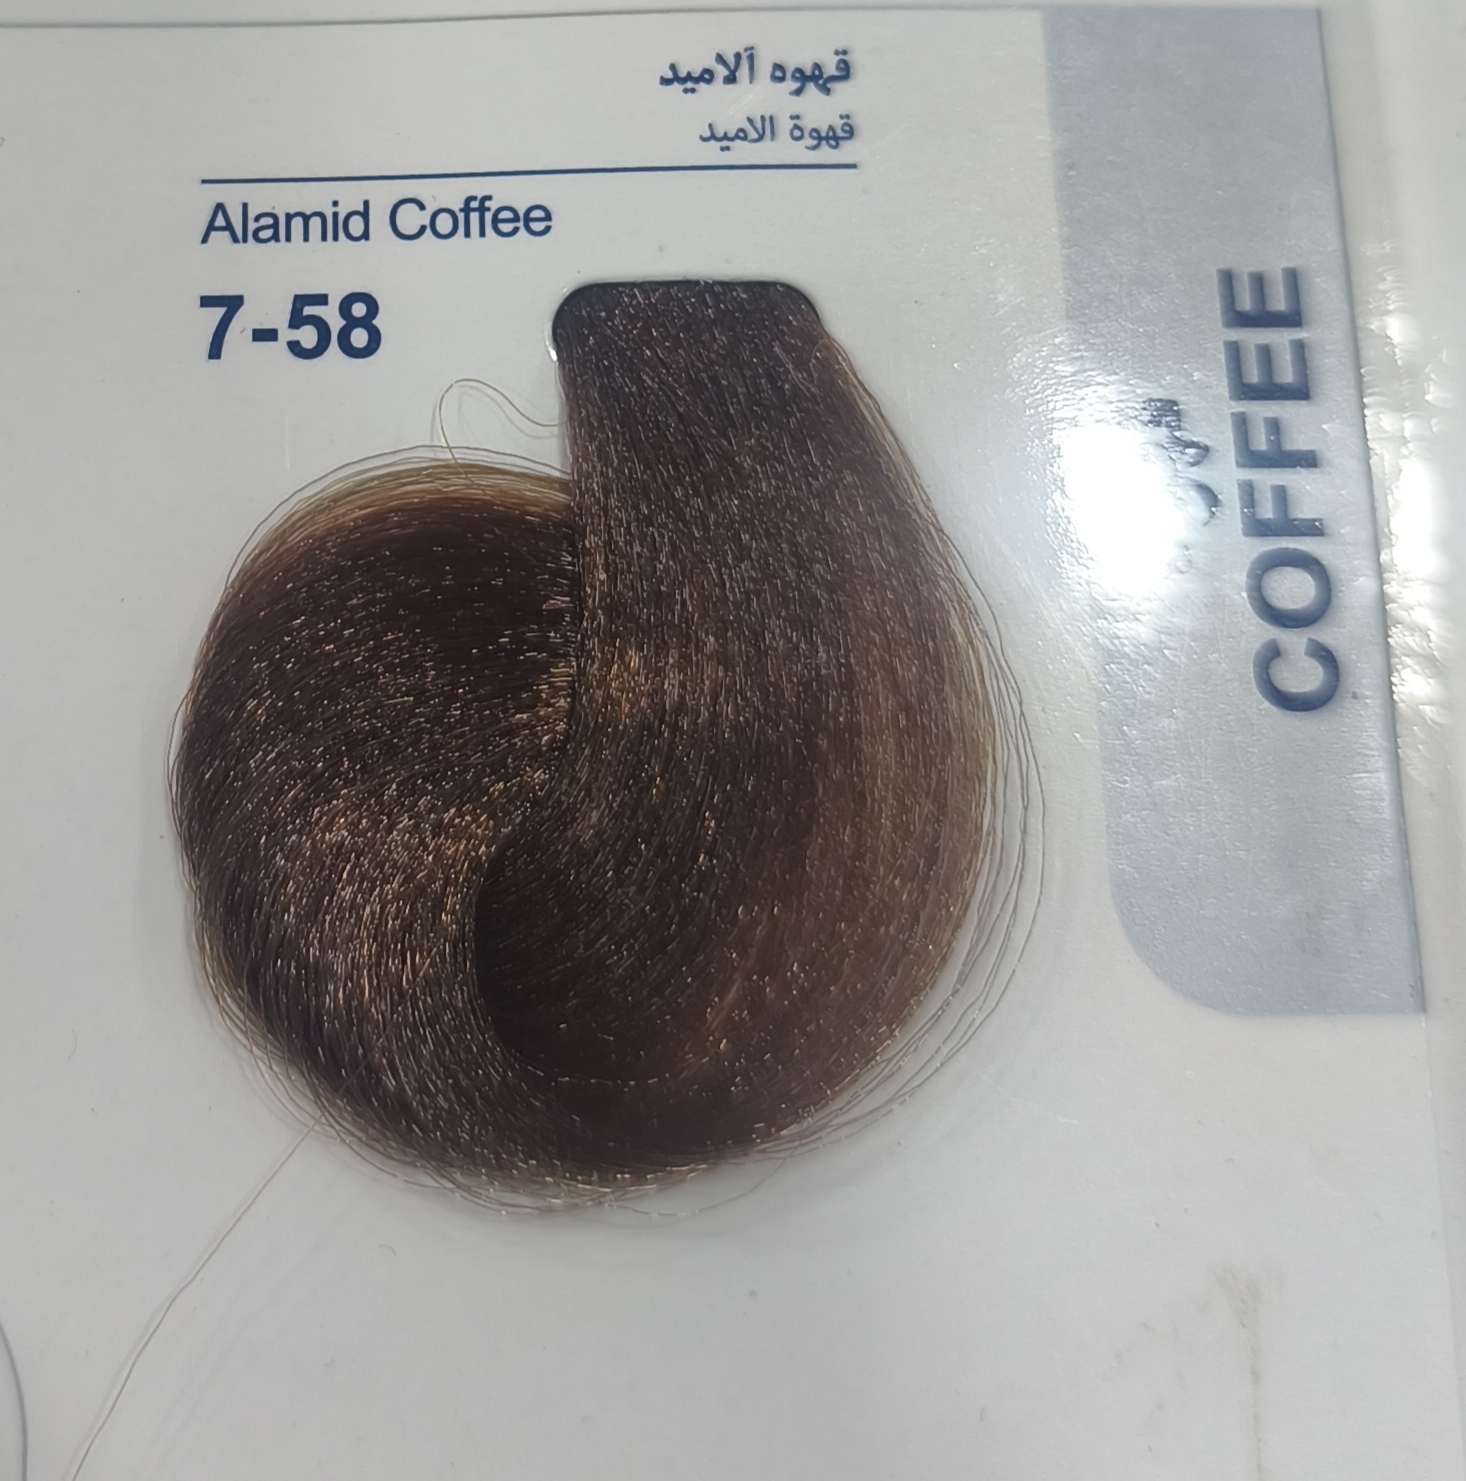 قهوه آلامید
قهوة الاميد
Alamid Coffee
7-58
COFFEE